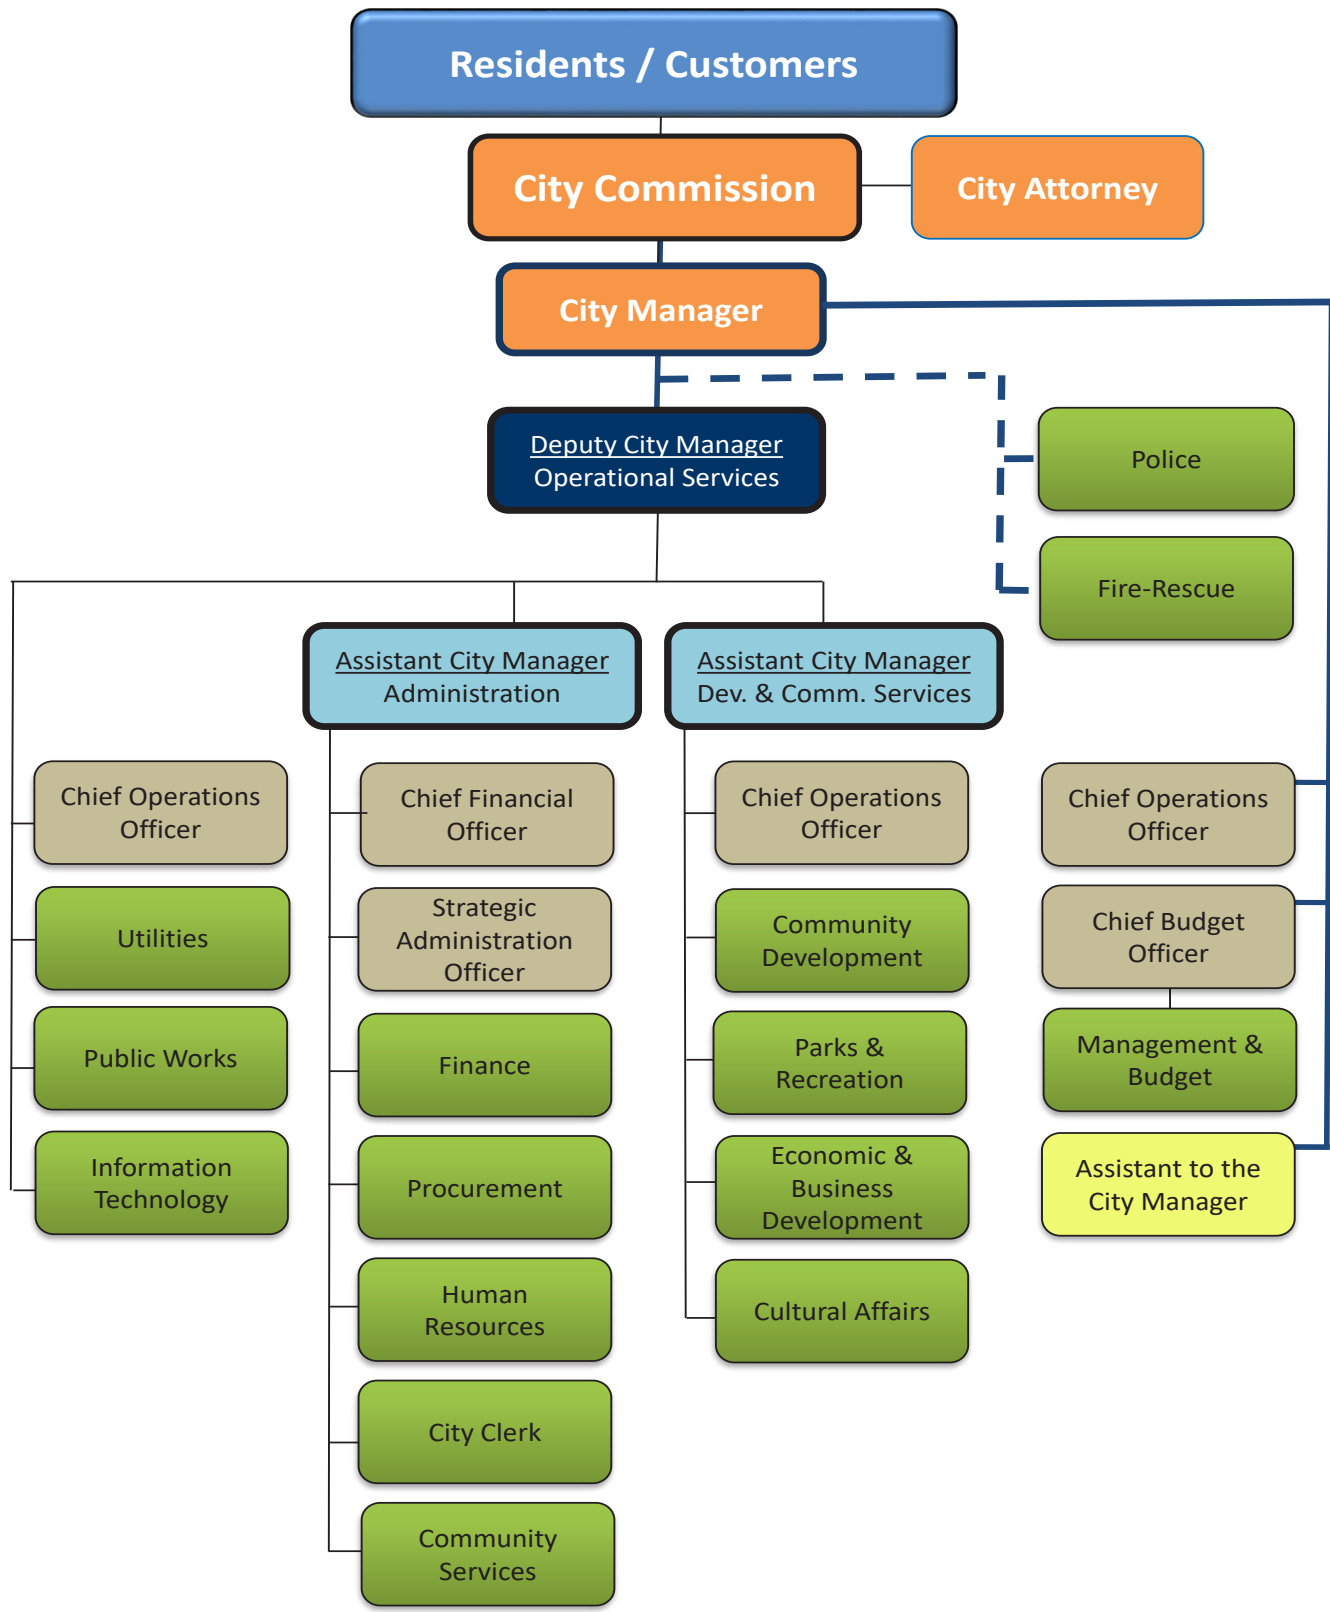 Residents / Customers
City Commission
City Attorney
City Manager
Deputy City Manager
Operational Services
Police
Fire-Rescue
Assistant City Manager
Administration
Assistant City Manager
Dev. & Comm. Services
Chief Operations
Officer
Utilities
Public Works
Information
Technology
Chief Financial
Officer
Strategic
Administration
Officer
Finance
Procurement
Human
Resources
City Clerk
Community
Services
Chief Operations
Officer
Community
Development
Parks &
Recreation
Economic &
Business
Development
Cultural Affairs
Chief Operations
Officer
Chief Budget
Officer
Management &
Budget
Assistant to the
City Manager